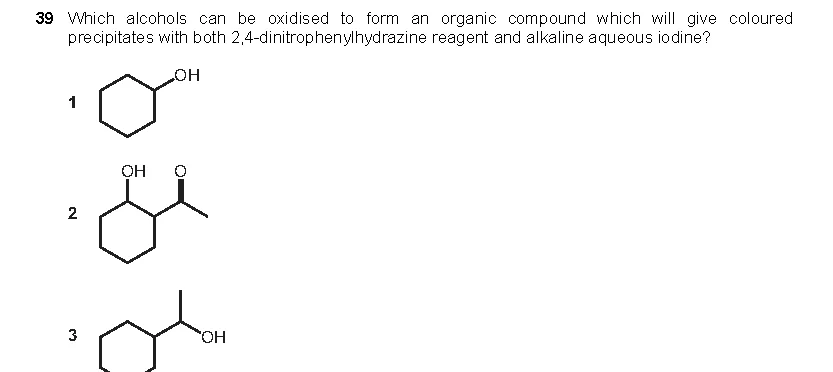 39 Which alcohols can be oxidised to form an organic compound which will give coloured
precipitates with both 2,4-dinitrophenylhydrazine reagent and alkaline aqueous iodine?
OH
1
OH O
2
3
OH